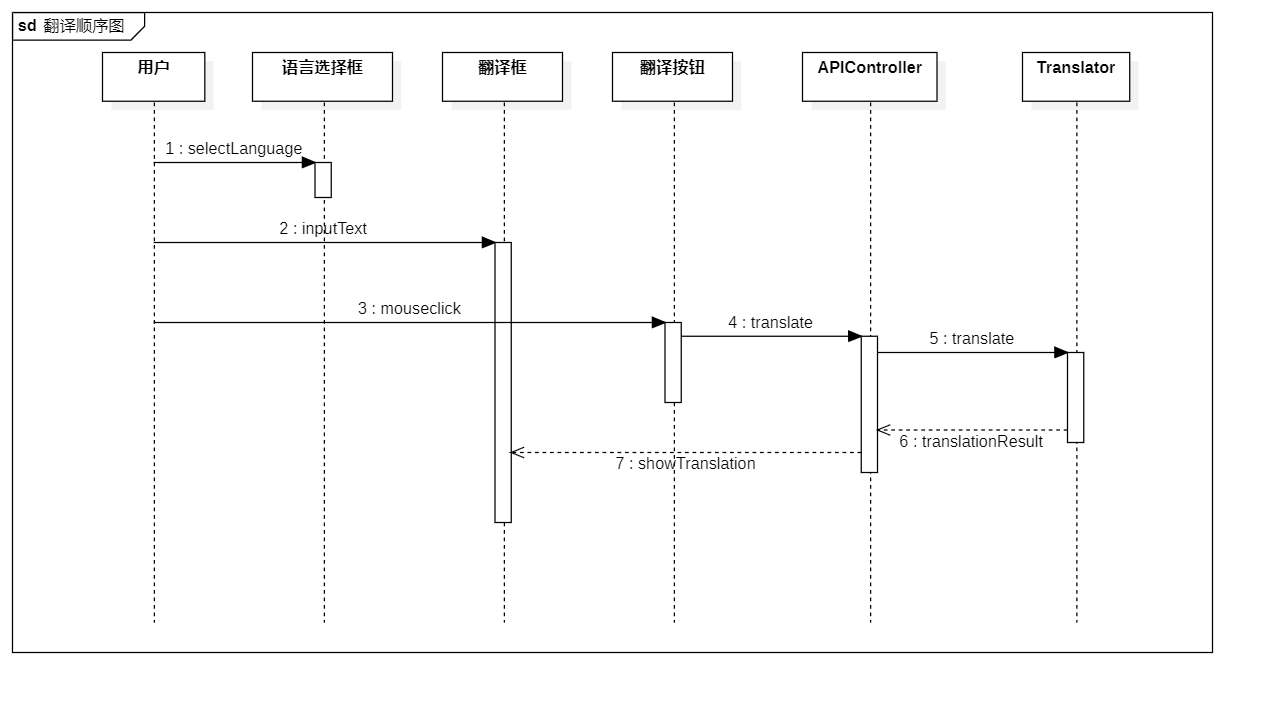 sd 翻译顺序图
用户
语言选择框
翻译框
翻译按钮
APIController
Translator
1 : selectLanguage
2 : inputText
3 : mouseclick
4 : translate
5 : translate
6 : translationResult
7 : showTranslation